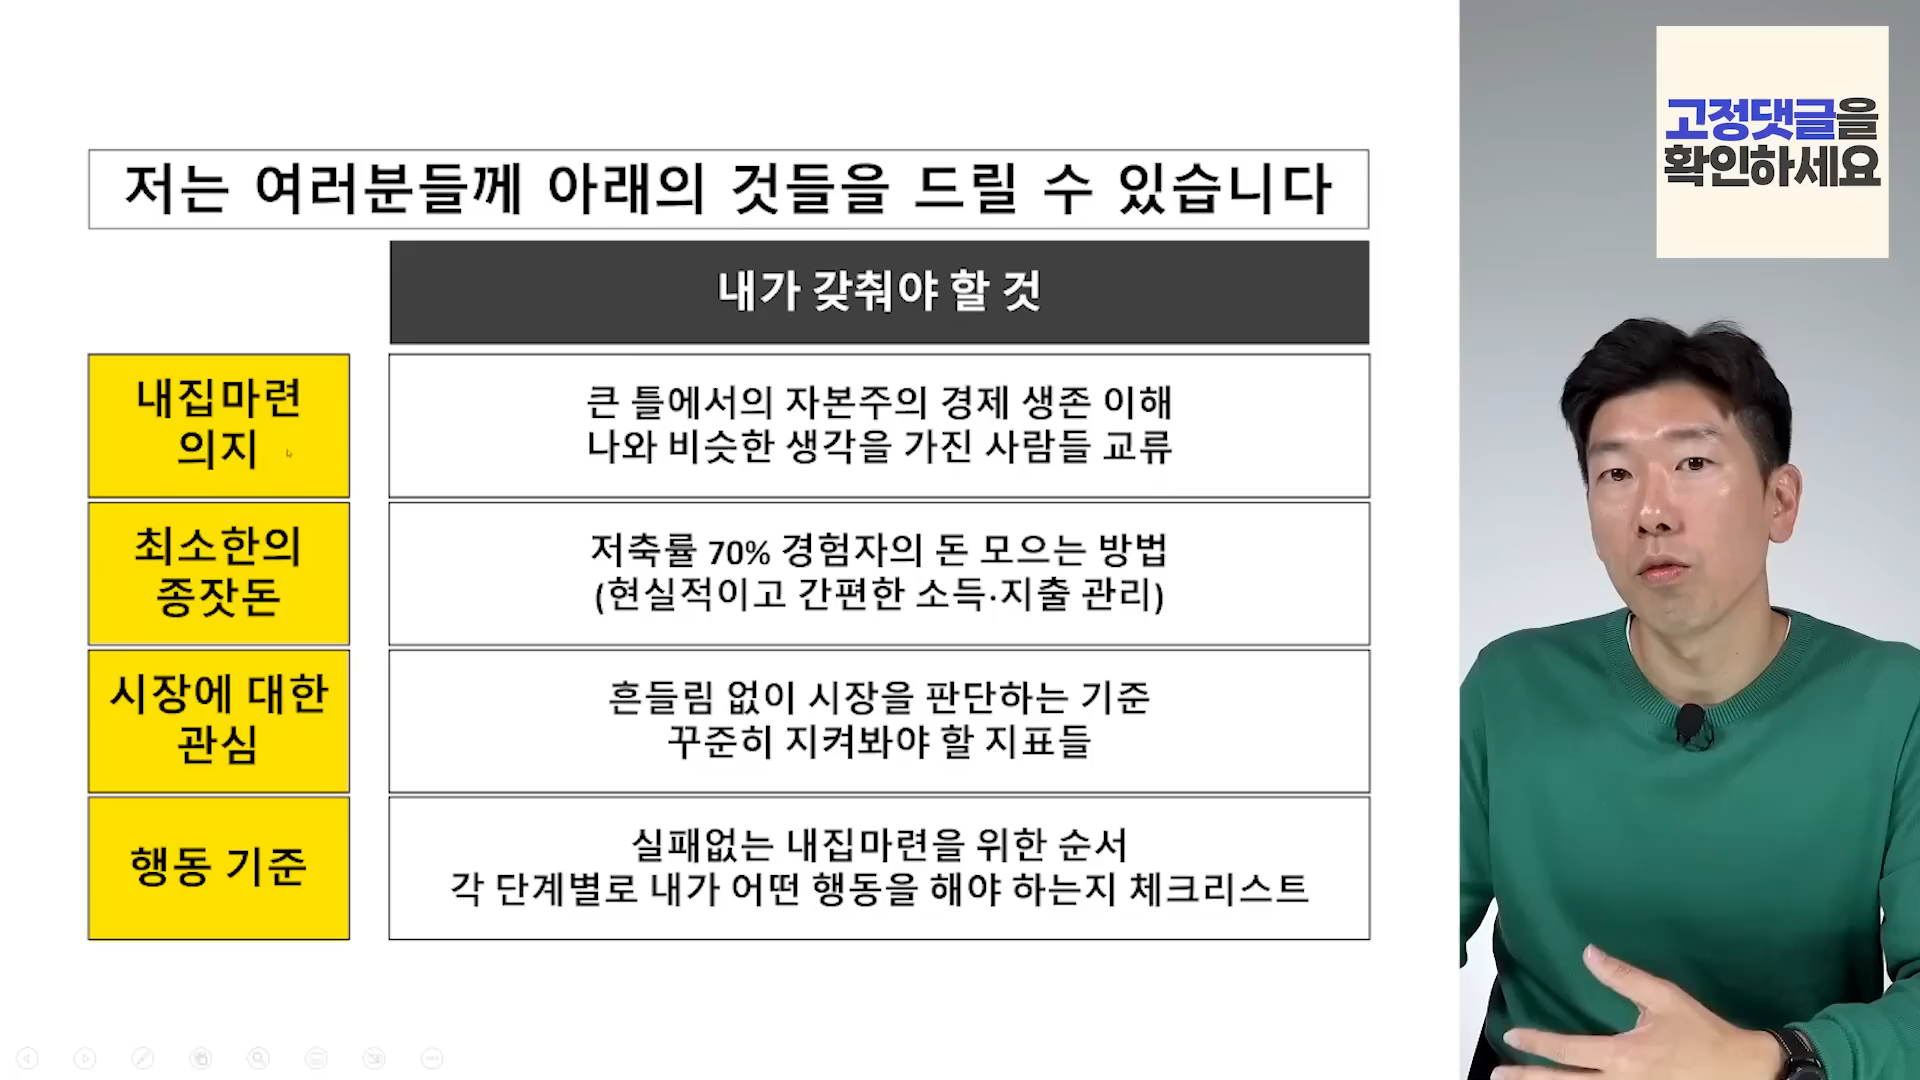 저는 여러분들께 아래의 것들을 드릴 수 있습니다
내가 갖춰야 할 것
내집마련
의지
큰 틀에서의 자본주의 경제 생존 이해
나와 비슷한 생각을 가진 사람들 교류
최소한의
종잣돈
저축률 70% 경험자의 돈 모으는 방법
(현실적이고 간편한 소득·지출 관리)
시장에 대한
관심
흔들림 없이 시장을 판단하는 기준
꾸준히 지켜봐야 할 지표들
행동 기준
실패없는 내집마련을 위한 순서
각 단계별로 내가 어떤 행동을 해야 하는지 체크리스트
고정댓글을
확인하세요